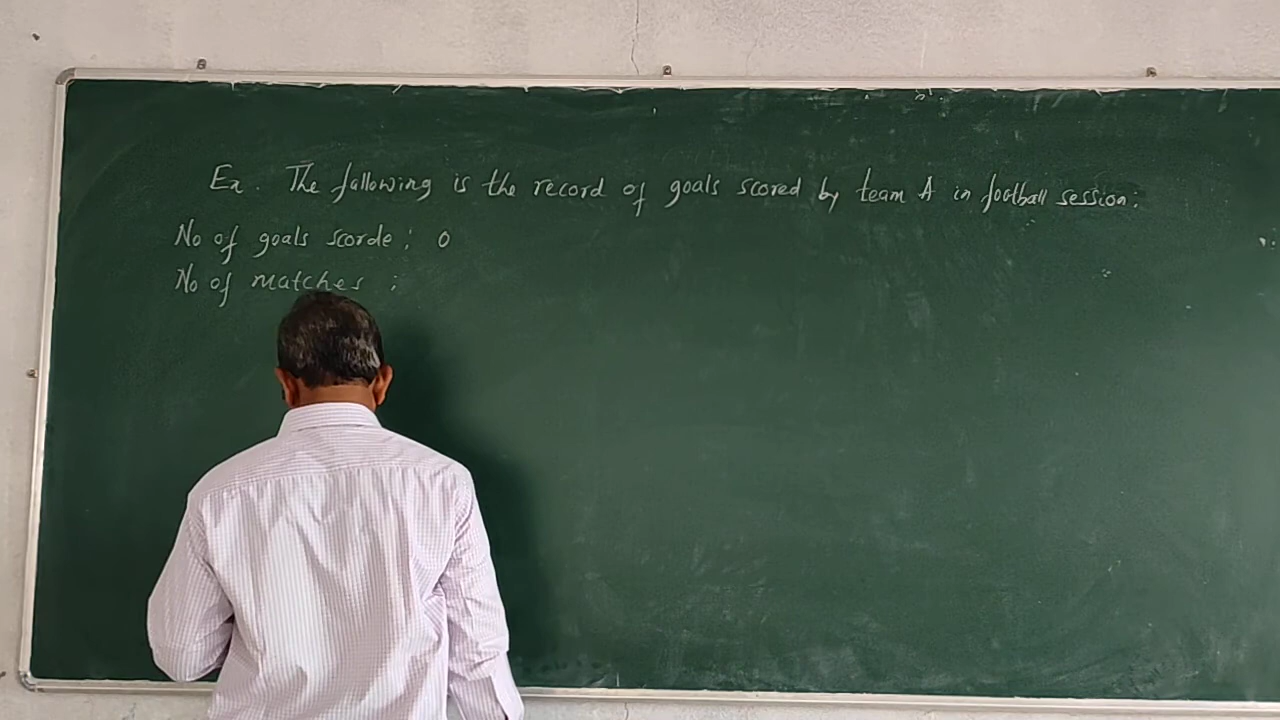 Ex. The fallowing is the record of goals scored by team A in football session:
No of goals scorde : 0
No of matches :